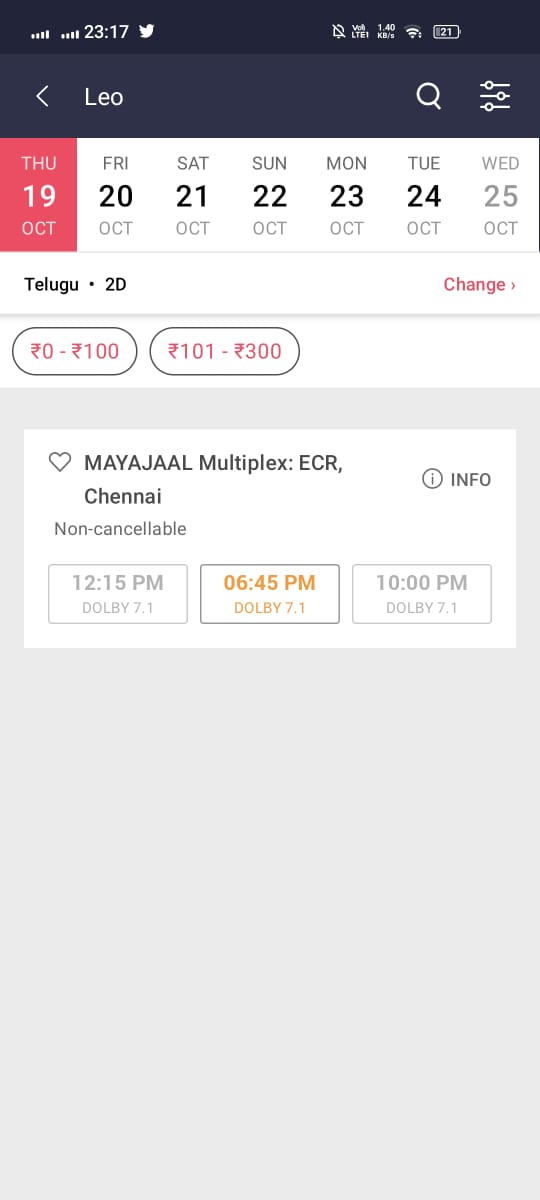 23:17 Vo) LTE1 1.40 KB/s 21
Leo
THU FRI SAT SUN MON TUE WED
19 20 21 22 23 24 25
OCT OCT OCT OCT OCT OCT OCT
Telugu • 2D Change ›
₹0 - ₹100 ₹101 - ₹300
MAYAJAAL Multiplex: ECR,
Chennai
INFO
Non-cancellable
12:15 PM 06:45 PM 10:00 PM
DOLBY 7.1 DOLBY 7.1 DOLBY 7.1